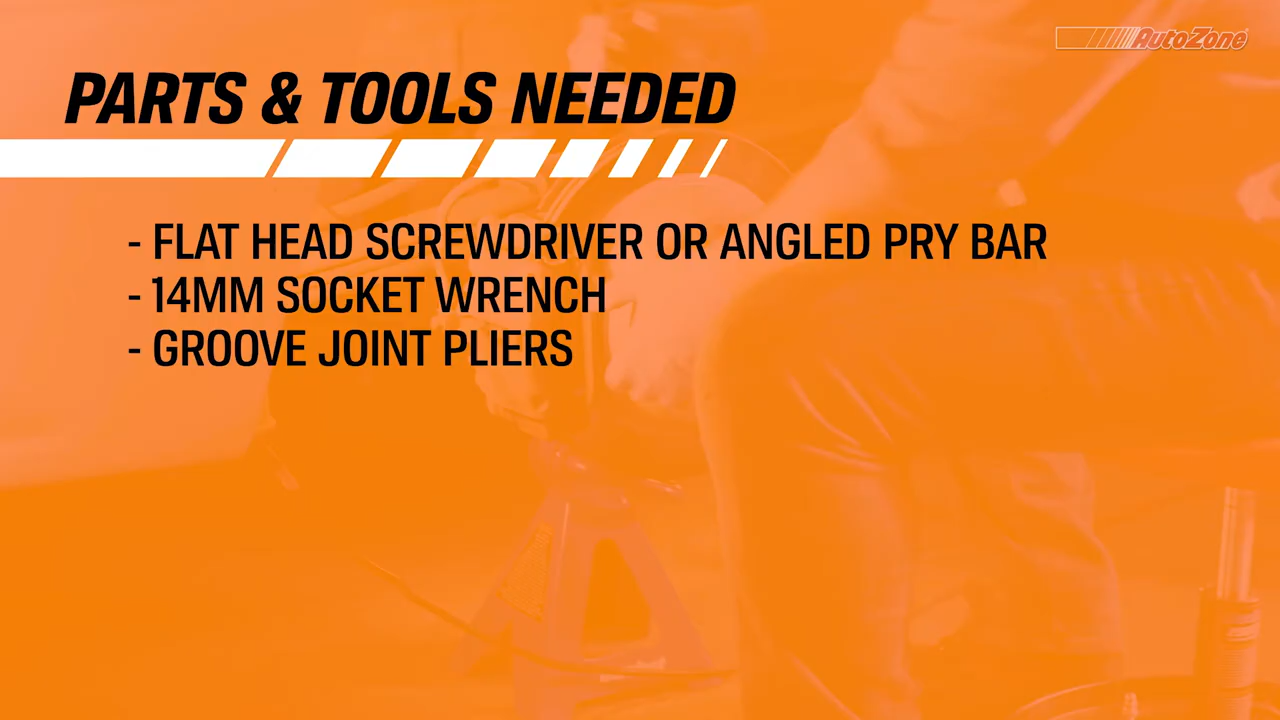 AutoZone
PARTS & TOOLS NEEDED
- FLAT HEAD SCREWDRIVER OR ANGLED PRY BAR
- 14MM SOCKET WRENCH
- GROOVE JOINT PLIERS